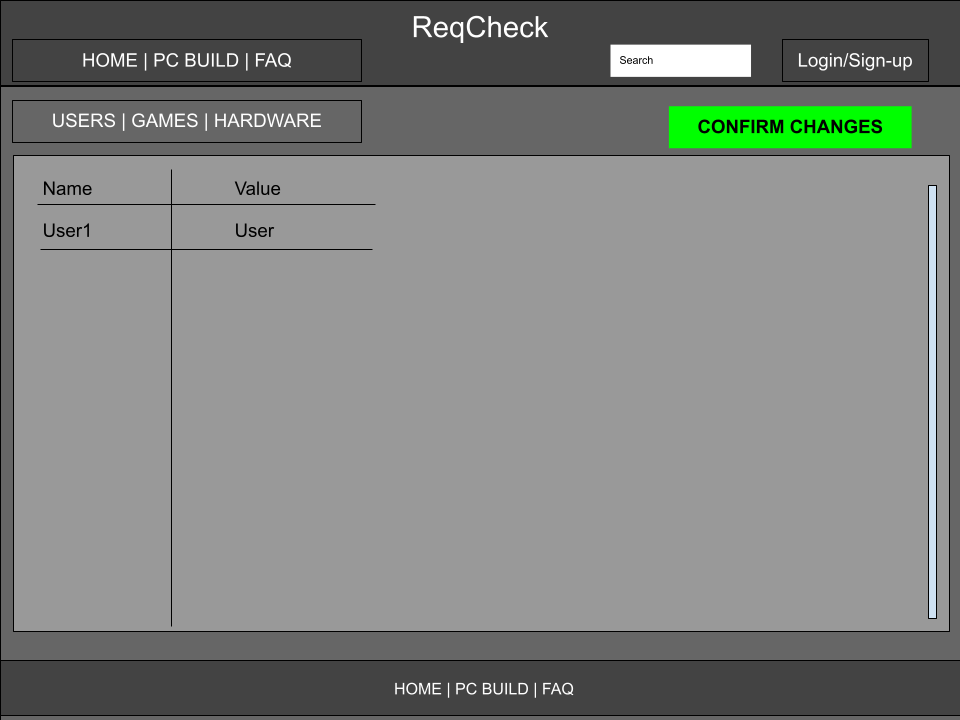 ReqCheck
HOME | PC BUILD | FAQ
Search
Login/Sign-up
USERS | GAMES | HARDWARE
CONFIRM CHANGES
Name Value
User1 User
HOME | PC BUILD | FAQ